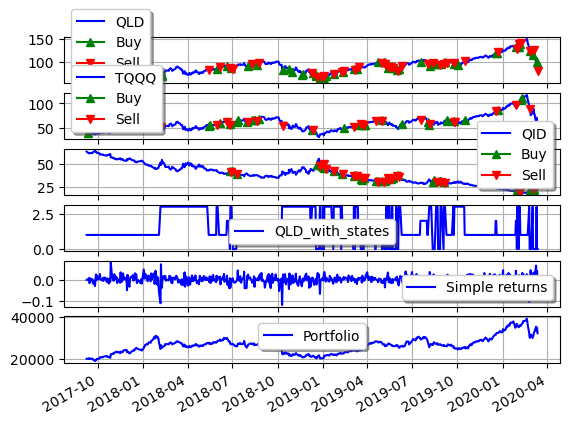 QLD
Buy
Sell
150
100
TQQQ
Buy
Sell
100
50
QID
Buy
Sell
50
25
QLD_with_states
2.5
0.0
Simple returns
0.0
−0.1
Portfolio
40000
20000
2017-10
2018-01
2018-04
2018-07
2018-10
2019-01
2019-04
2019-07
2019-10
2020-01
2020-04